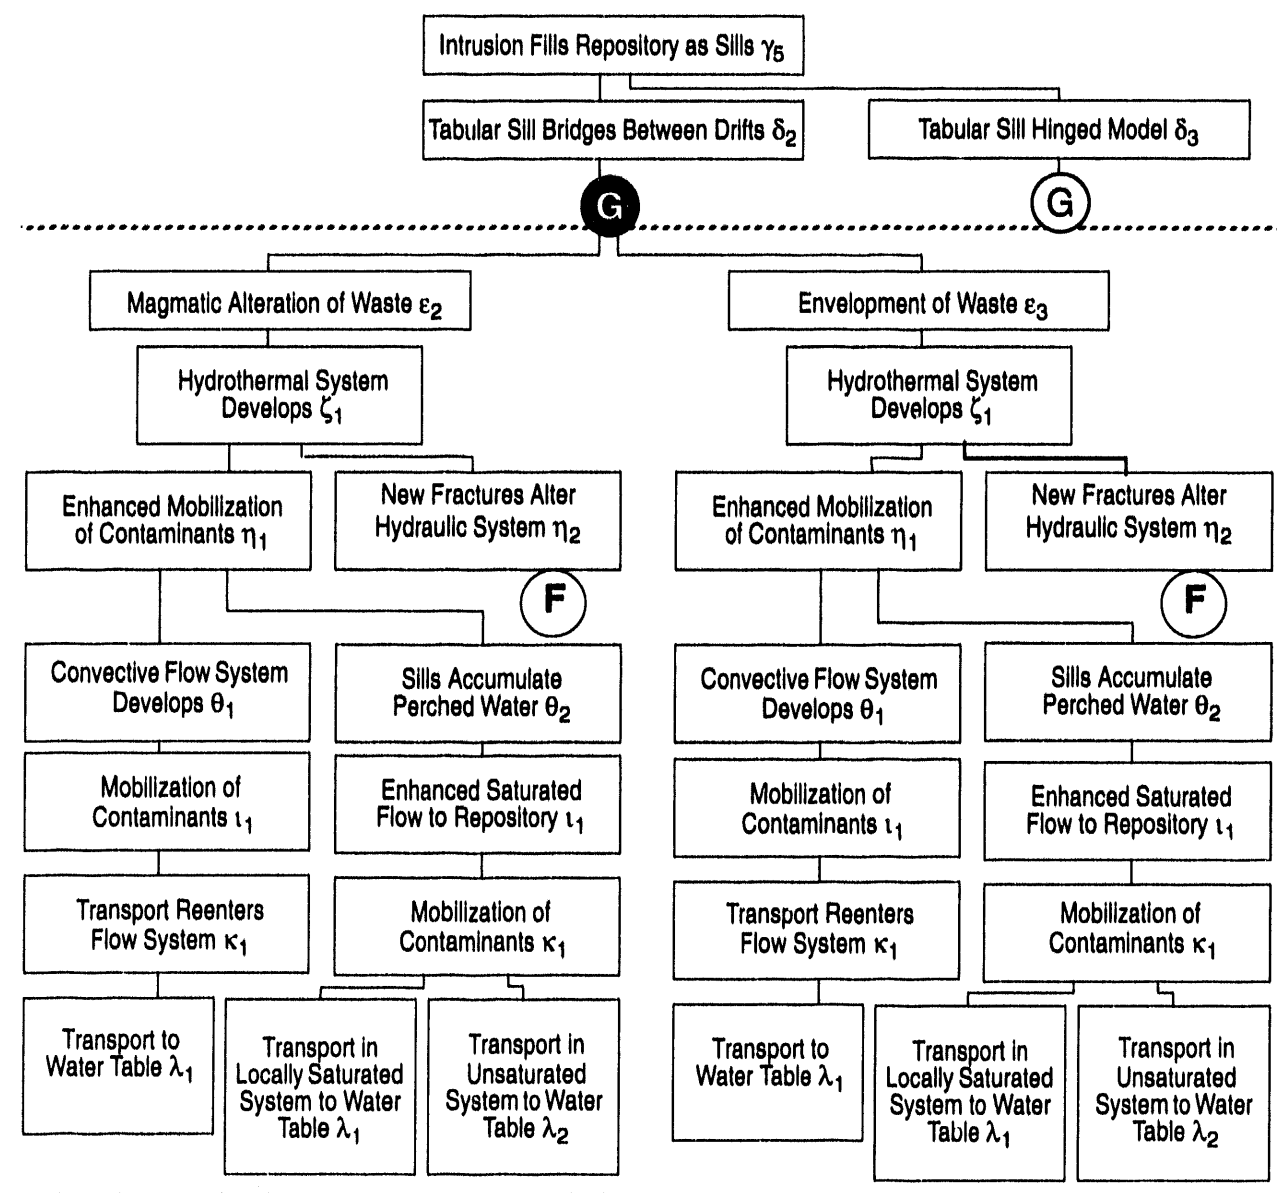 Intrusion Fills Repository as Sills γ5
Tabular Sill Bridges Between Drifts δ2
Tabular Sill Hinged Model δ3
G
G
Magmatic Alteration of Waste ε2
Envelopment of Waste ε3
Hydrothermal System
Develops ζ1
Hydrothermal System
Develops ζ1
Enhanced Mobilization
of Contaminants η1
New Fractures Alter
Hydraulic System η2
Enhanced Mobilization
of Contaminants η1
New Fractures Alter
Hydraulic System η2
F
F
Convective Flow System
Develops θ1
Sills Accumulate
Perched Water θ2
Convective Flow System
Develops θ1
Sills Accumulate
Perched Water θ2
Mobilization of
Contaminants ι1
Enhanced Saturated
Flow to Repository ι1
Mobilization of
Contaminants ι1
Enhanced Saturated
Flow to Repository ι1
Transport Reenters
Flow System κ1
Mobilization of
Contaminants κ1
Transport Reenters
Flow System κ1
Mobilization of
Contaminants κ1
Transport to
Water Table λ1
Transport in
Locally Saturated
System to Water
Table λ1
Transport in
Unsaturated
System to Water
Table λ2
Transport to
Water Table λ1
Transport in
Locally Saturated
System to Water
Table λ1
Transport in
Unsaturated
System to Water
Table λ2